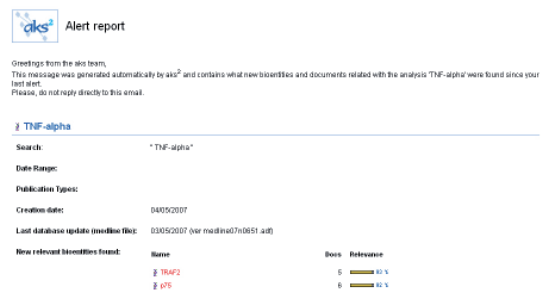 aks2 Alert report
Greetings from the aks team,
This message was generated automatically by aks2 and contains what new bioentities and documents related with the analysis 'TNF-alpha' were found since your
last alert.
Please, do not reply directly to this email.
TNF-alpha
Search: "TNF-alpha"
Date Range:
Publication Types:
Creation date: 04/05/2007
Last database update (medline file): 03/05/2007 (ver medline07n0651.adf)
New relevant bioentities found: Name Docs Relevance
TRAF2 5 83 %
p75 6 82 %